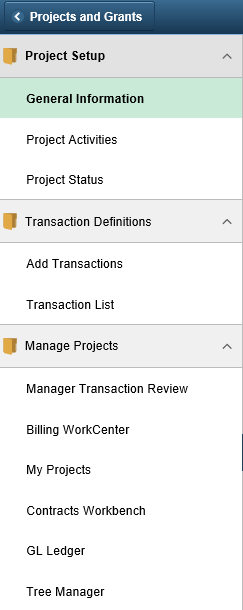 Projects and Grants
Project Setup
General Information
Project Activities
Project Status
Transaction Definitions
Add Transactions
Transaction List
Manage Projects
Manager Transaction Review
Billing WorkCenter
My Projects
Contracts Workbench
GL Ledger
Tree Manager